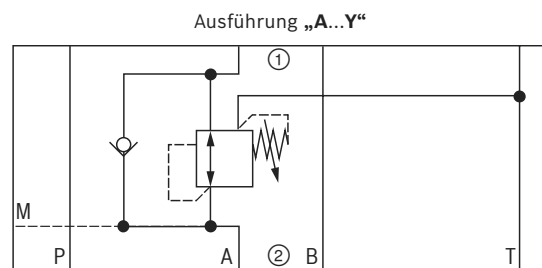 Ausführung „A...Y“
①
M
P A ② B T